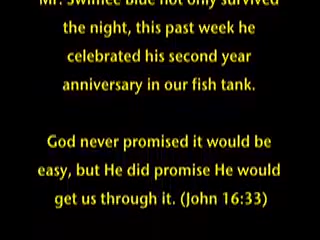 Mr. Swimee Blue not only survived
the night, this past week he
celebrated his second year
anniversary in our fish tank.
God never promised it would be
easy, but He did promise He would
get us through it. (John 16:33)